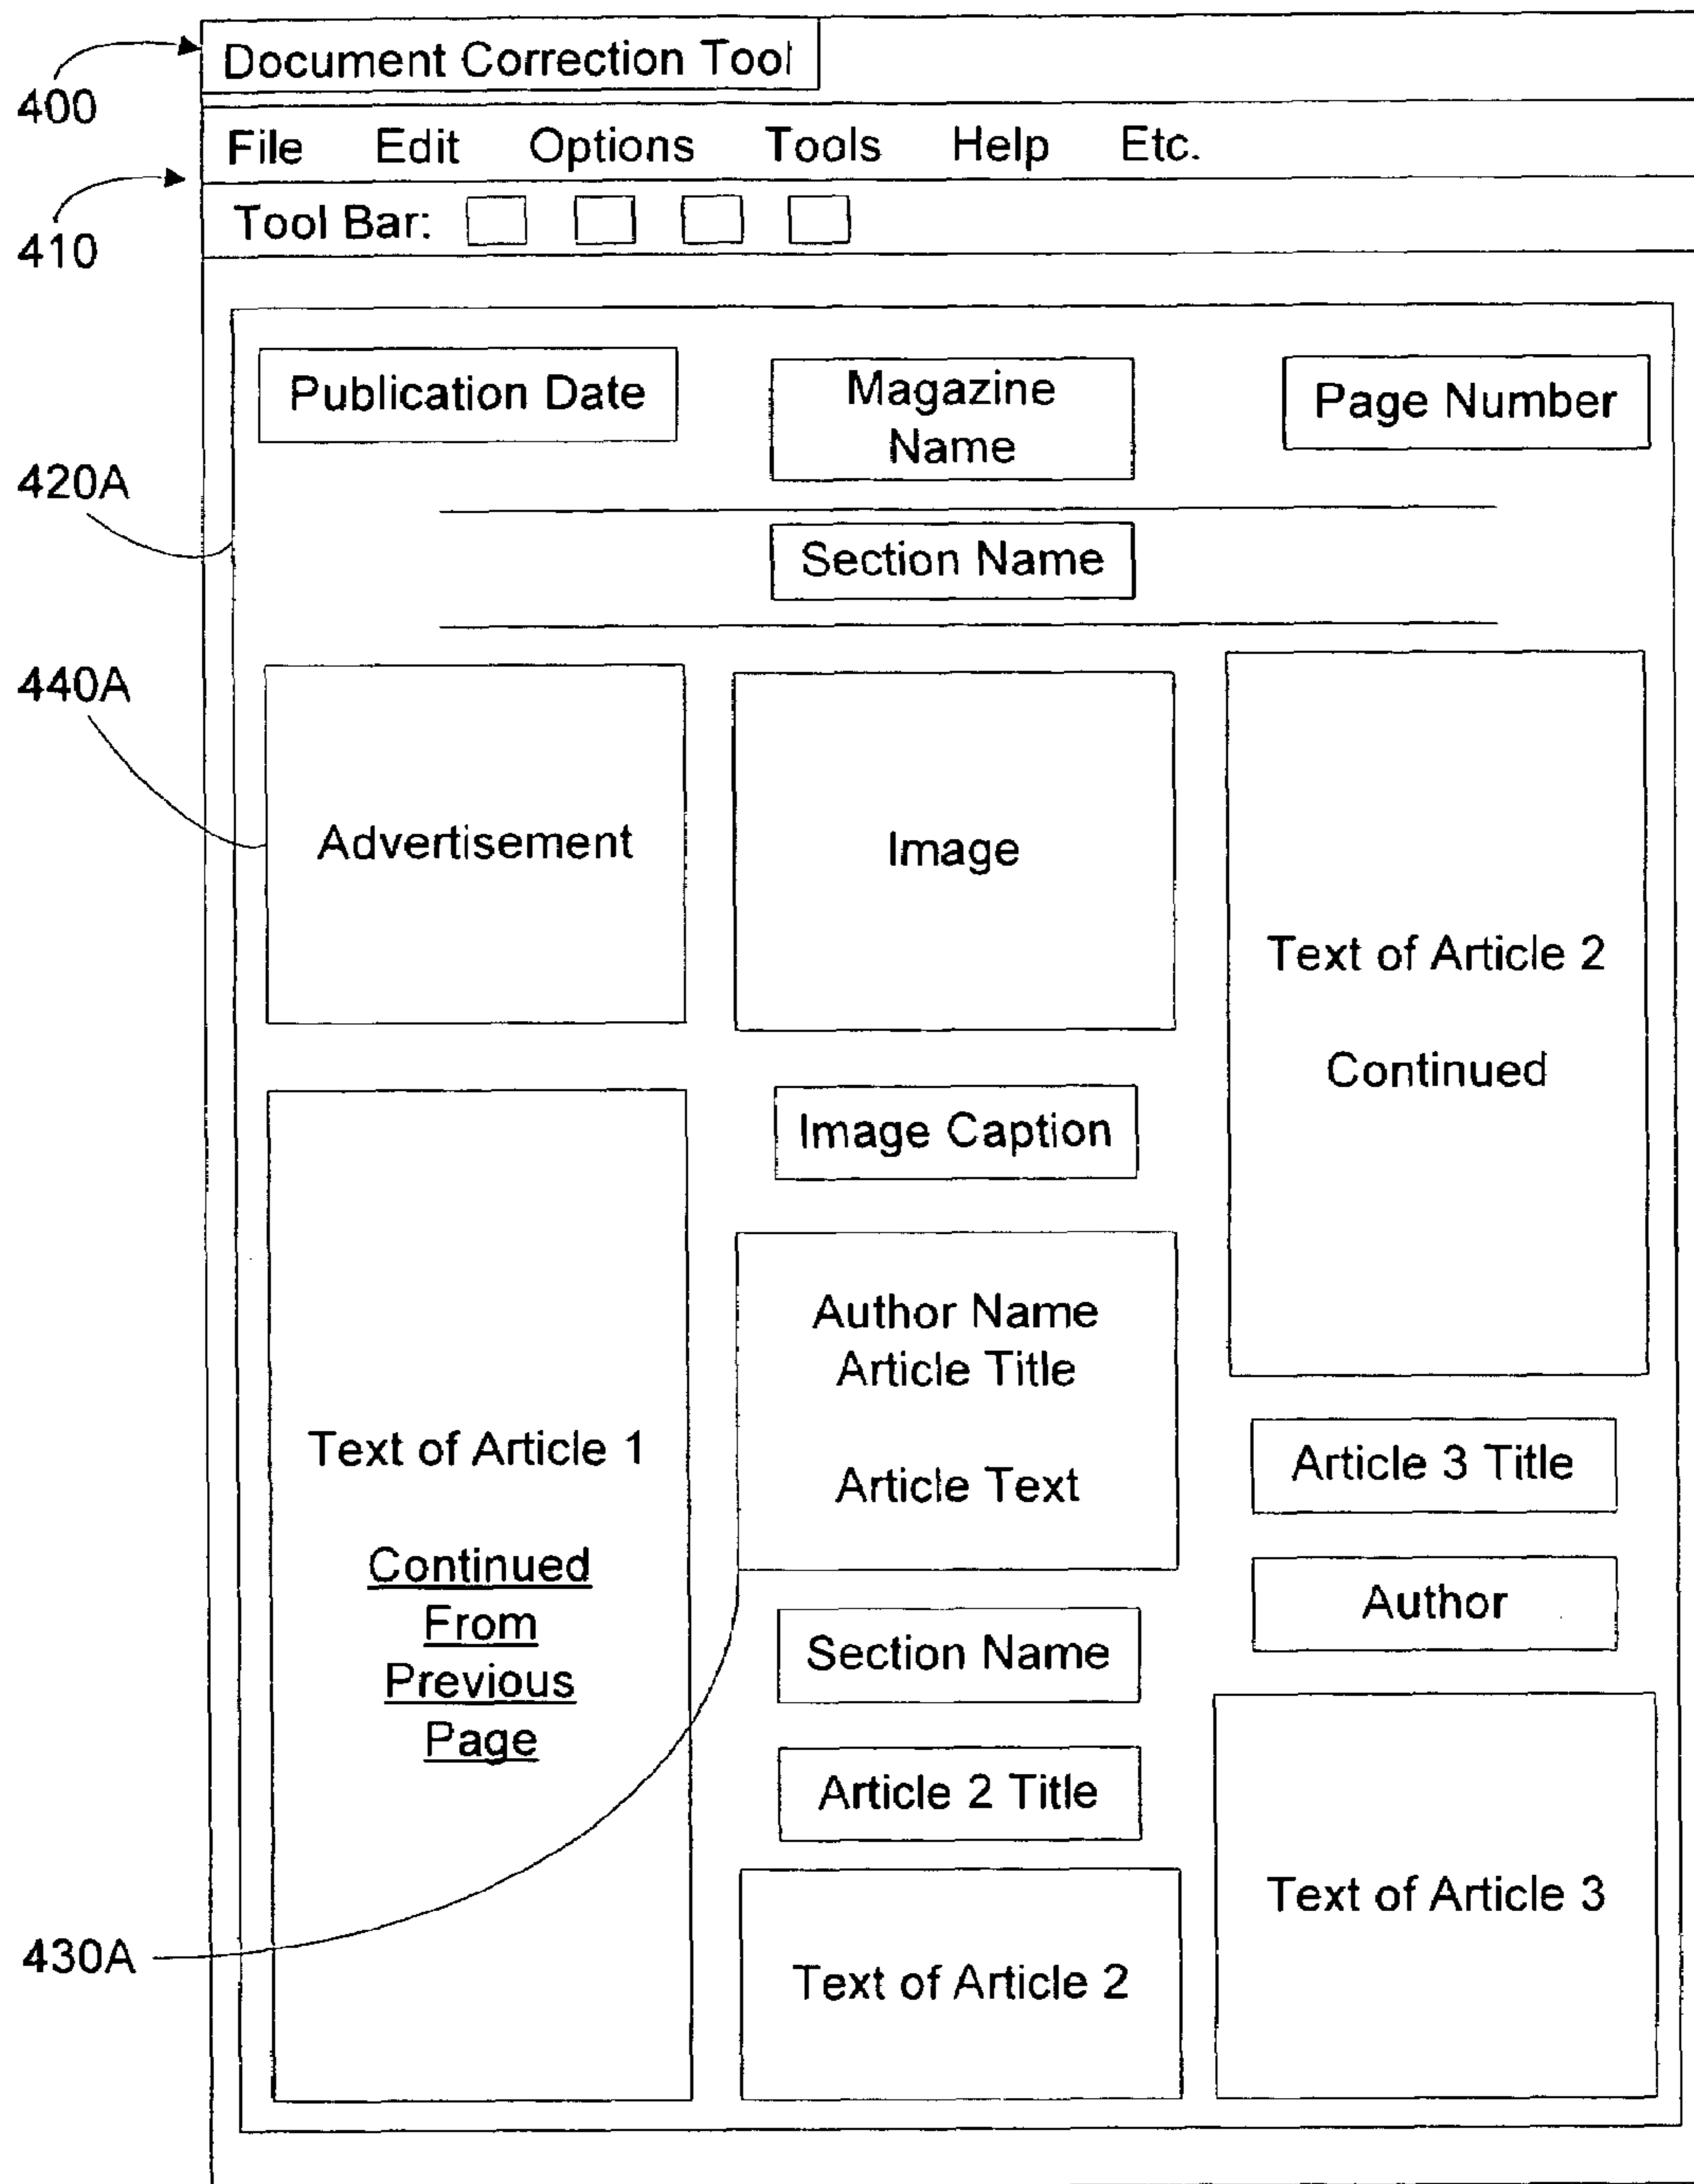 Document Correction Tool
400
File Edit Options Tools Help Etc.
410
Tool Bar:
Publication Date
Magazine
Name
Page Number
420A
Section Name
440A
Advertisement
Image
Text of Article 2
Continued
Image Caption
Text of Article 1
Continued
From
Previous
Page
Author Name
Article Title
Article Text
Section Name
Article 2 Title
Text of Article 2
Article 3 Title
Author
Text of Article 3
430A